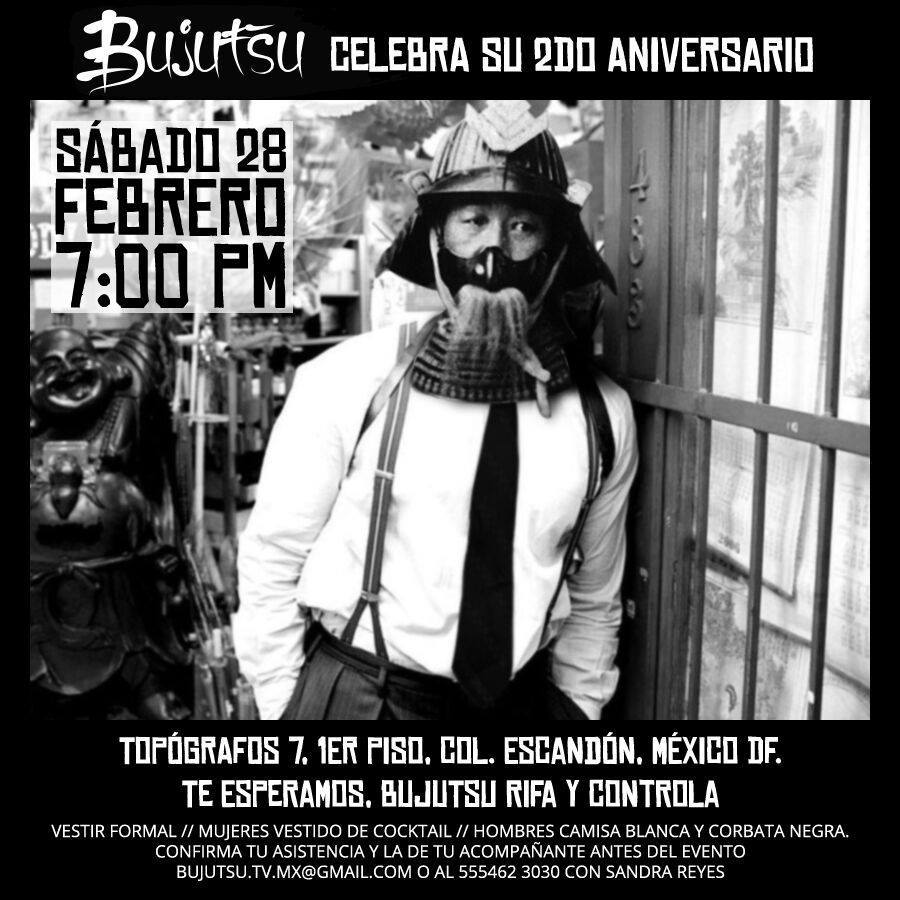 Bujutsu CELEBRA SU 2DO ANIVERSARIO
SÁBADO 28
FEBRERO
7:00 PM
483
TOPÓGRAFOS 7, 1ER PISO, COL. ESCANDÓN, MÉXICO DF.
TE ESPERAMOS, BUJUTSU RIFA Y CONTROLA
VESTIR FORMAL // MUJERES VESTIDO DE COCKTAIL // HOMBRES CAMISA BLANCA Y CORBATA NEGRA.
CONFIRMA TU ASISTENCIA Y LA DE TU ACOMPAÑANTE ANTES DEL EVENTO
BUJUTSU.TV.MX@GMAIL.COM O AL 555462 3030 CON SANDRA REYES